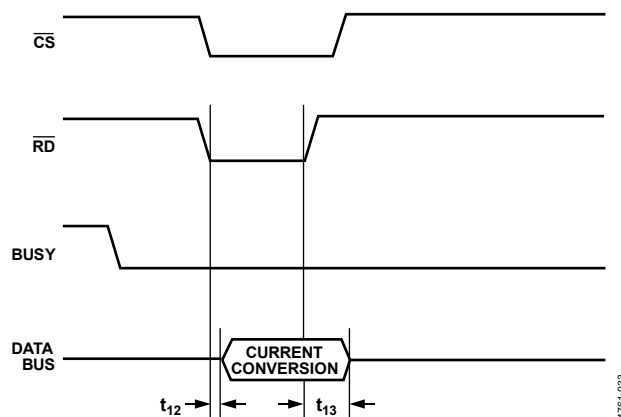 CS
RD
BUSY
DATA
BUS
CURRENT
CONVERSION
t12
t13